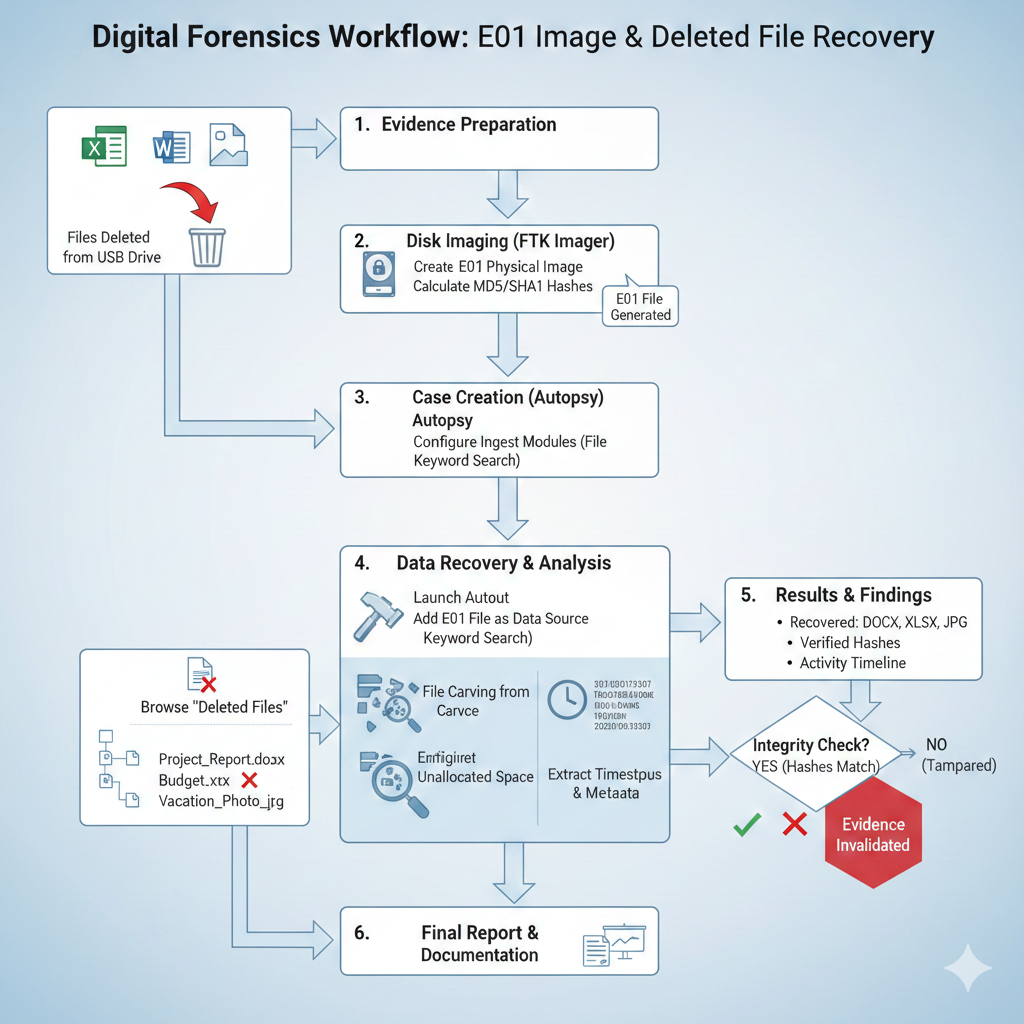 Digital Forensics Workflow: E01 Image & Deleted File Recovery
Files Deleted
from USB Drive
1. Evidence Preparation
2. Disk Imaging (FTK Imager)
Create E01 Physical Image
Calculate MD5/SHA1 Hashes
E01 File
Generated
3. Case Creation (Autopsy)
Autopsy
Configure Ingest Modules (File
Keyword Search)
4. Data Recovery & Analysis
Launch Autout
Add E01 File as Data Source
Keyword Search)
File Carving from
Carvce
Unallocated Space
Extract Timestpus
& Metaata
5. Results & Findings
• Recovered: DOCX, XLSX, JPG
• Verified Hashes
• Activity Timeline
Integrity Check?
YES (Hashes Match)
NO
(Tampared)
Evidence
Invalidated
Browse "Deleted Files"
Project_Report.doax
Budget.xtx
Vacation_Photo_jpg
6. Final Report &
Documentation